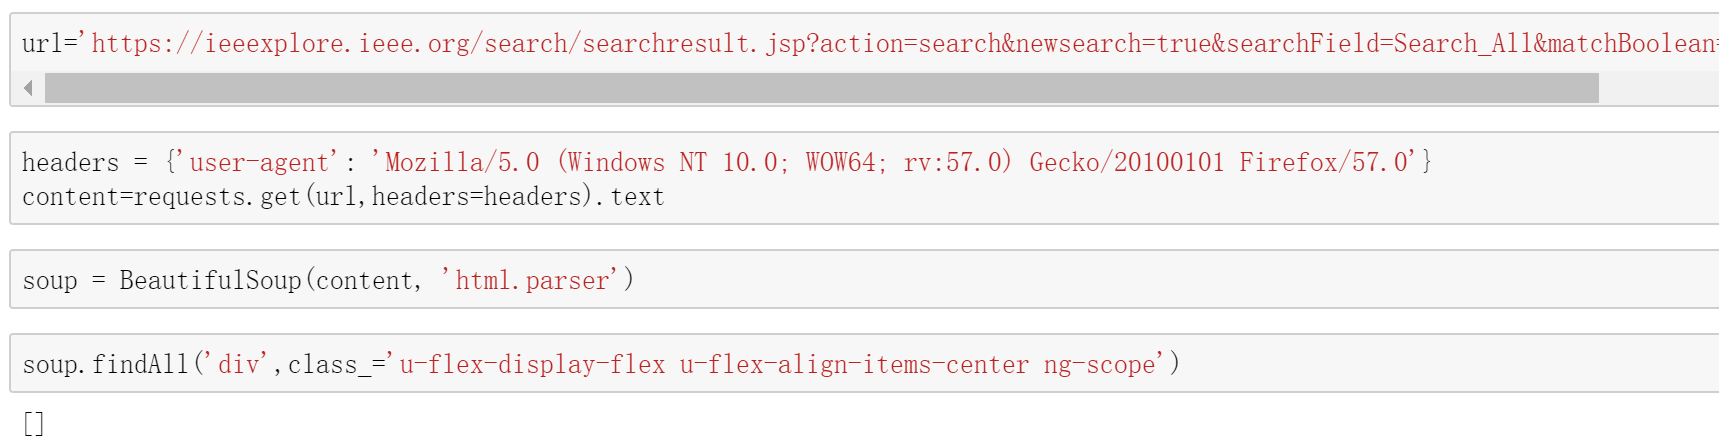 url='https://ieeexplore.ieee.org/search/searchresult.jsp?action=search&newsearch=true&searchField=Search_All&matchBoolean=
headers = {'user-agent': 'Mozilla/5.0 (Windows NT 10.0; WOW64; rv:57.0) Gecko/20100101 Firefox/57.0'}
content=requests.get(url,headers=headers).text
soup = BeautifulSoup(content, 'html.parser')
soup.findAll('div',class_='u-flex-display-flex u-flex-align-items-center ng-scope')
[]